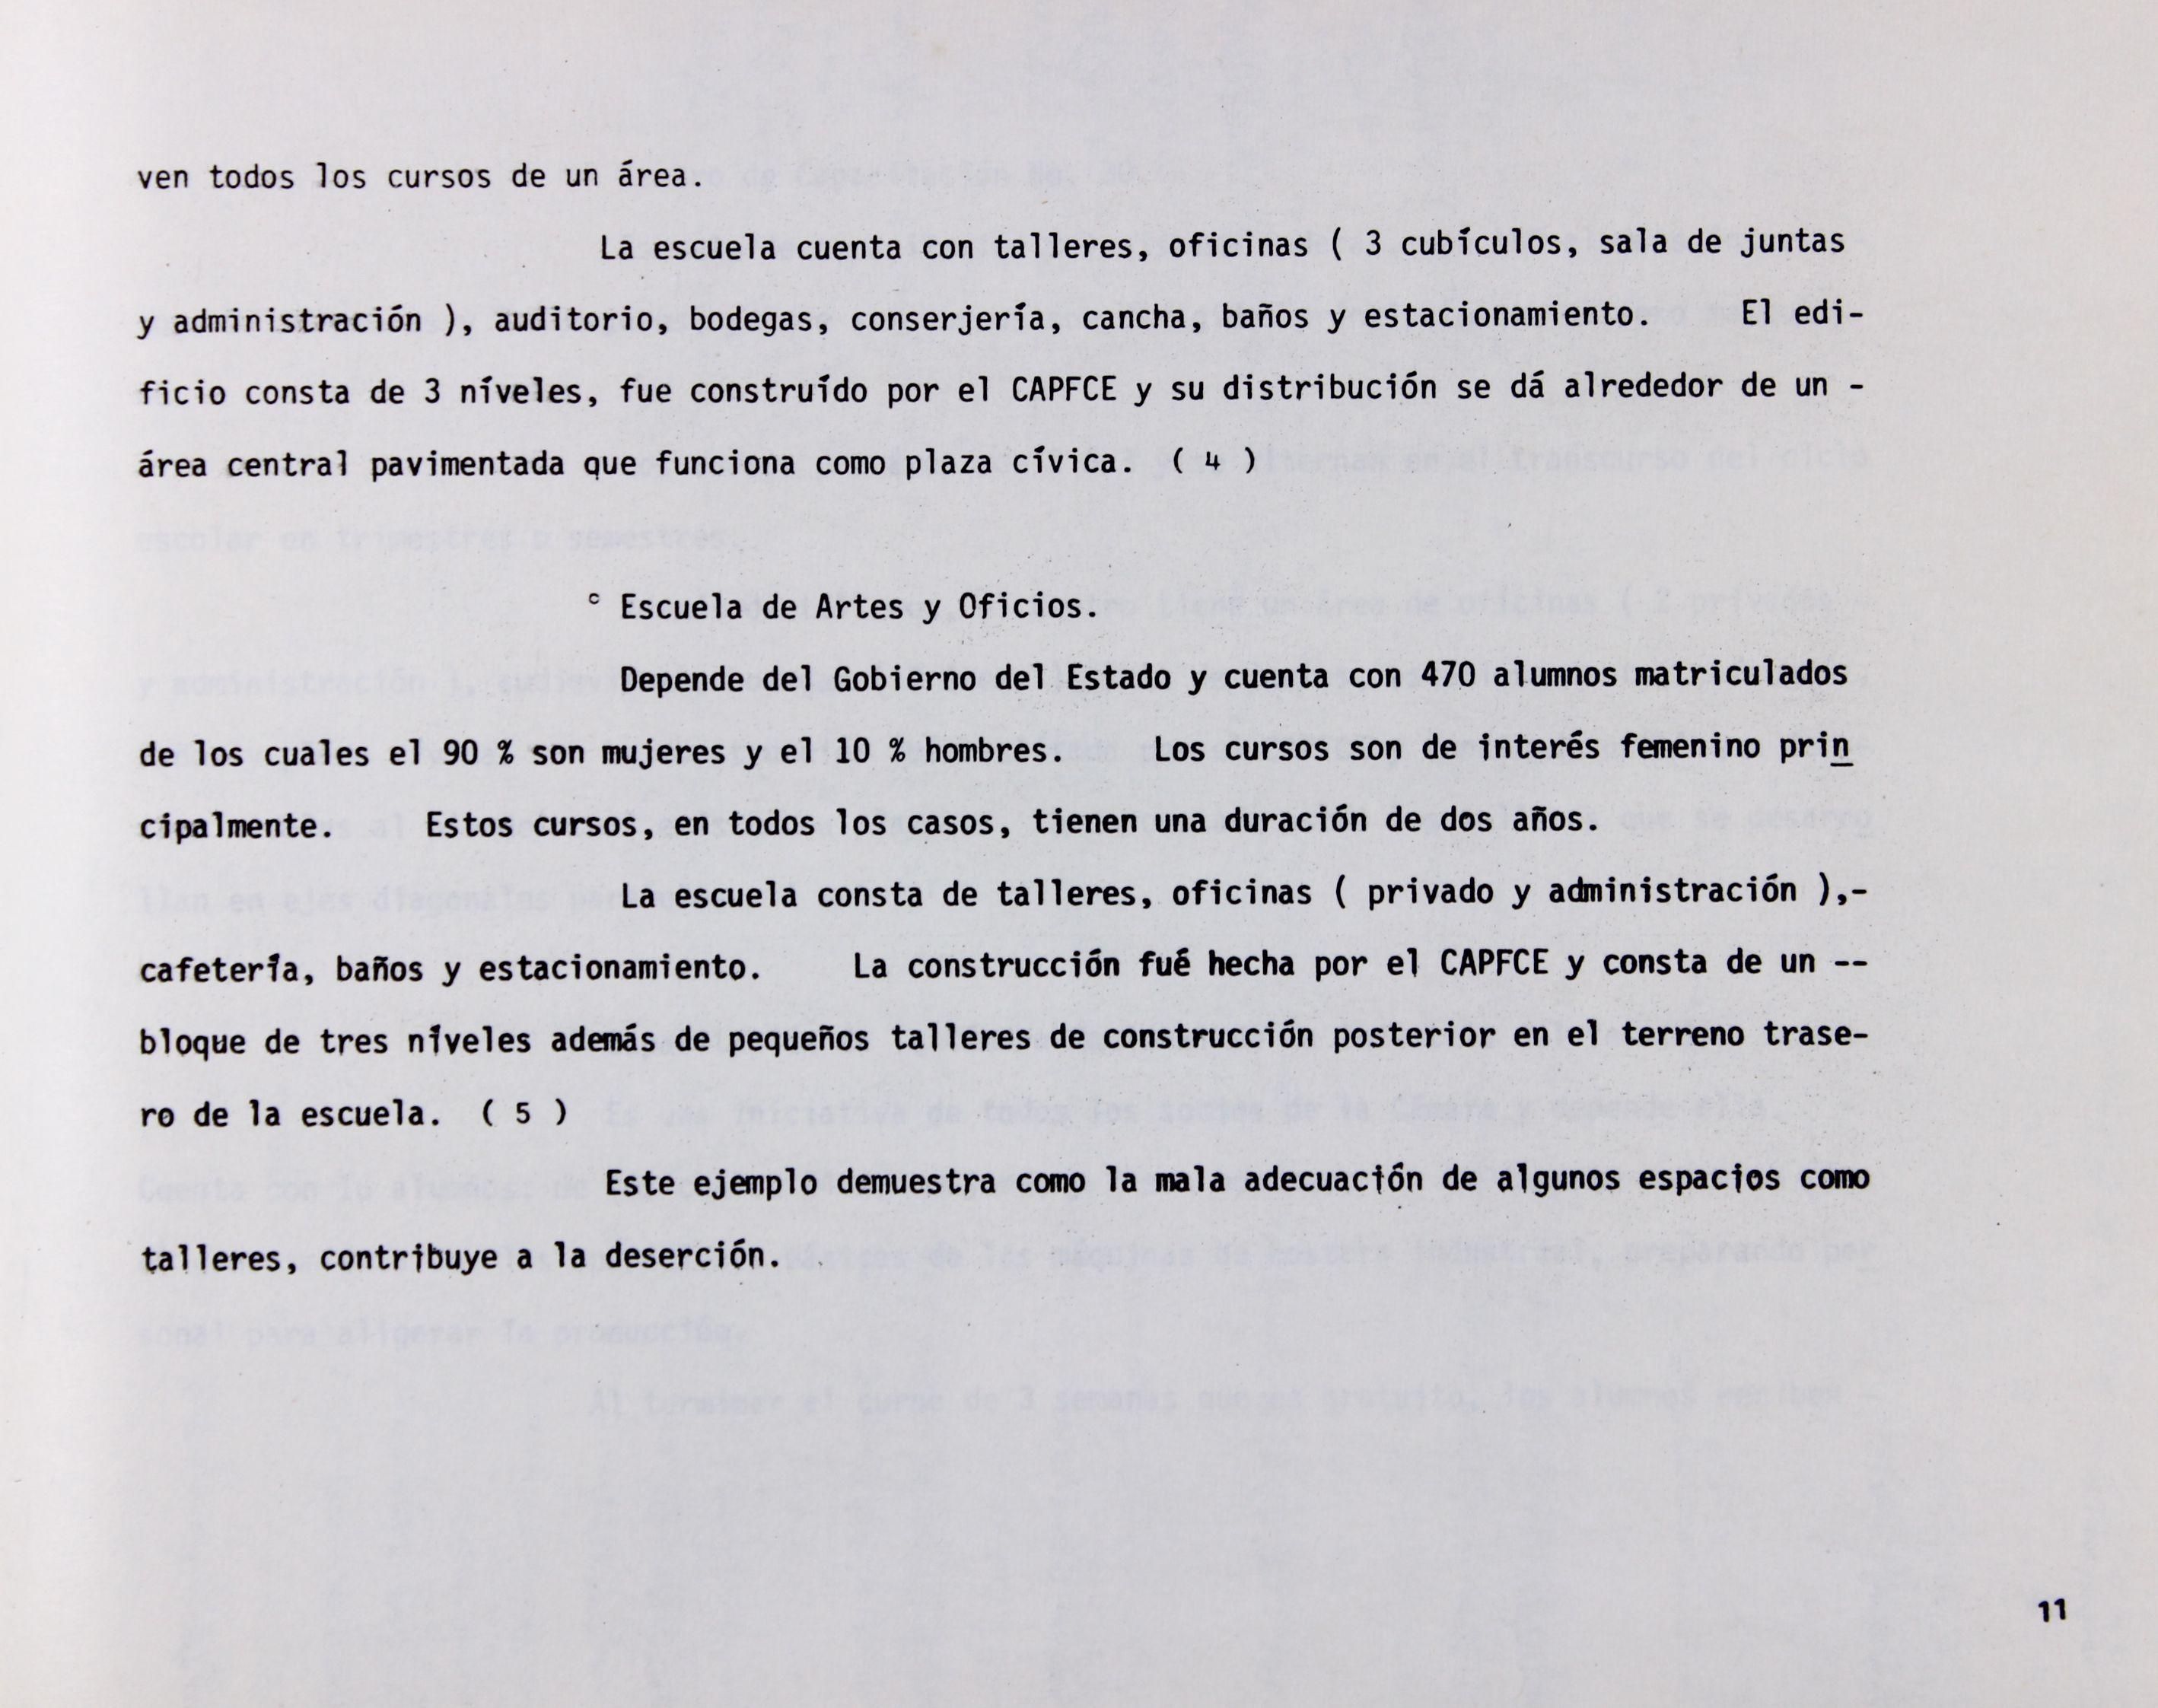 ven todos los cursos de un área.
La escuela cuenta con talleres, oficinas ( 3 cubículos, sala de juntas
y administración ), auditorio, bodegas, conserjería, cancha, baños y estacionamiento. El edi-
ficio consta de 3 níveles, fue construído por el CAPFCE y su distribución se dá alrededor de un -
área central pavimentada que funciona como plaza cívica. ( 4 )
c Escuela de Artes y Oficios.
Depende del Gobierno del Estado y cuenta con 470 alumnos matriculados
de los cuales el 90 % son mujeres y el 10 % hombres. Los cursos son de interés femenino prin
cipalmente. Estos cursos, en todos los casos, tienen una duración de dos años.
La escuela consta de talleres, oficinas ( privado y administración ),-
cafetería, baños y estacionamiento. La construcción fué hecha por el CAPFCE y consta de un --
bloque de tres níveles además de pequeños talleres de construcción posterior en el terreno trase-
ro de la escuela. ( 5 )
Este ejemplo demuestra como la mala adecuación de algunos espacios como
talleres, contribuye a la deserción.
11